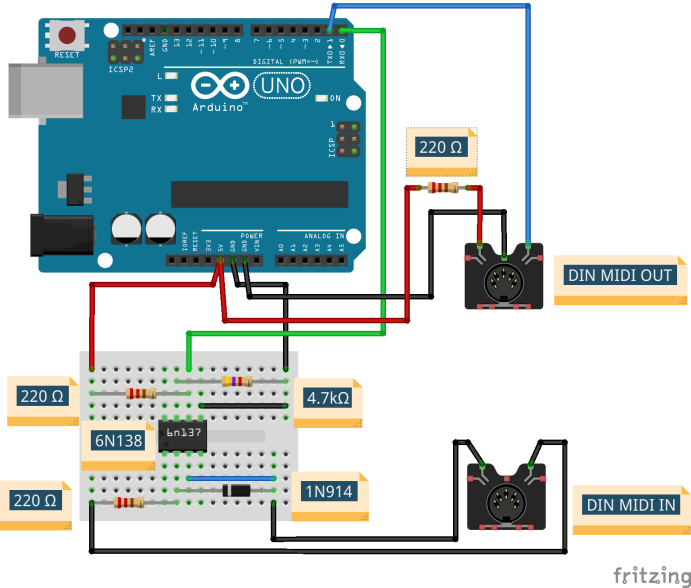 RESET
ICSP2
AREF
GND
13
12
~11
~10
~9
8
7
~6
~5
4
~3
2
TX0▶1
RX0◀0
DIGITAL (PWM=~)
L
TX
RX
Arduino™
UNO
ON
1
ICSP
220 Ω
IOREF
RESET
3V3
5V
GND
GND
VIN
POWER
ANALOG IN
A0
A1
A2
A3
A4
A5
DIN MIDI OUT
220 Ω
4.7kΩ
6N138
6n137
220 Ω
1N914
DIN MIDI IN
fritzing